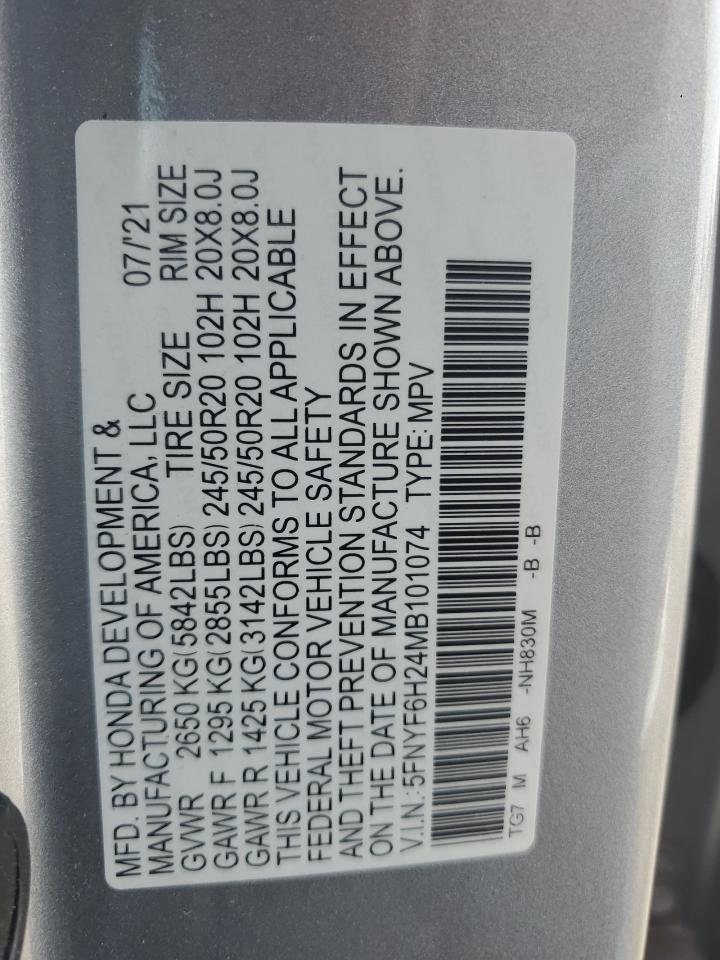 MFD. BY HONDA DEVELOPMENT &
MANUFACTURING OF AMERICA, LLC 07/'21
GVWR 2650 KG(5842LBS) TIRE SIZE RIM SIZE
GAWR F 1295 KG(2855LBS) 245/50R20 102H 20X8.0J
GAWR R 1425 KG(3142LBS) 245/50R20 102H 20X8.0J
THIS VEHICLE CONFORMS TO ALL APPLICABLE
FEDERAL MOTOR VEHICLE SAFETY
AND THEFT PREVENTION STANDARDS IN EFFECT
ON THE DATE OF MANUFACTURE SHOWN ABOVE.
V.I.N.:5FNYF6H24MB101074 TYPE:MPV
TG7 M AH6 -NH830M -B -B